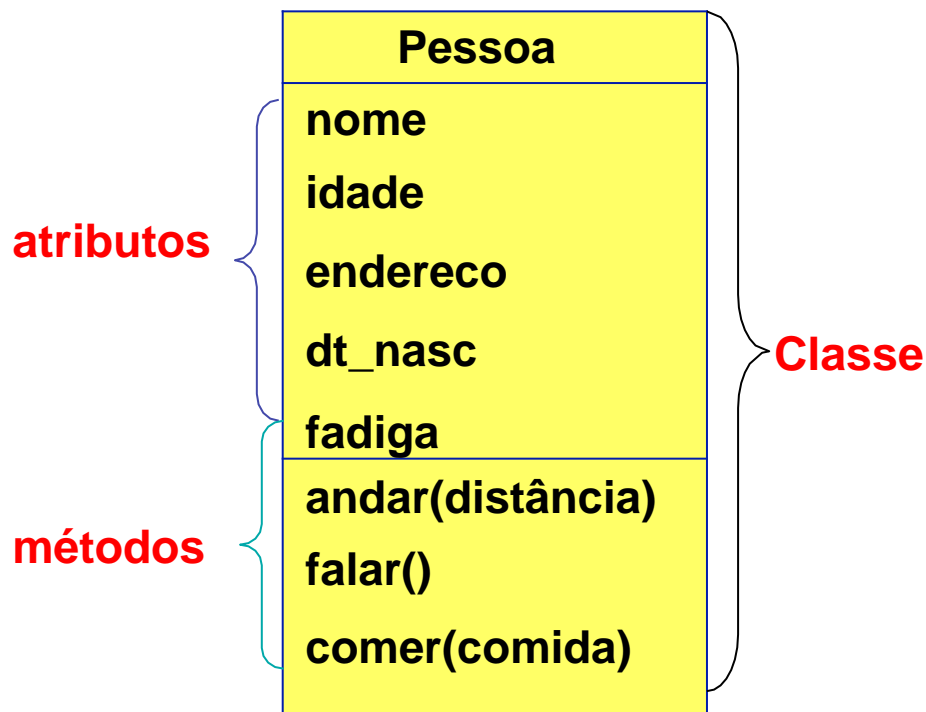 Pessoa
nome
idade
atributos
endereco
dt_nasc
Classe
fadiga
andar(distância)
métodos
falar()
comer(comida)